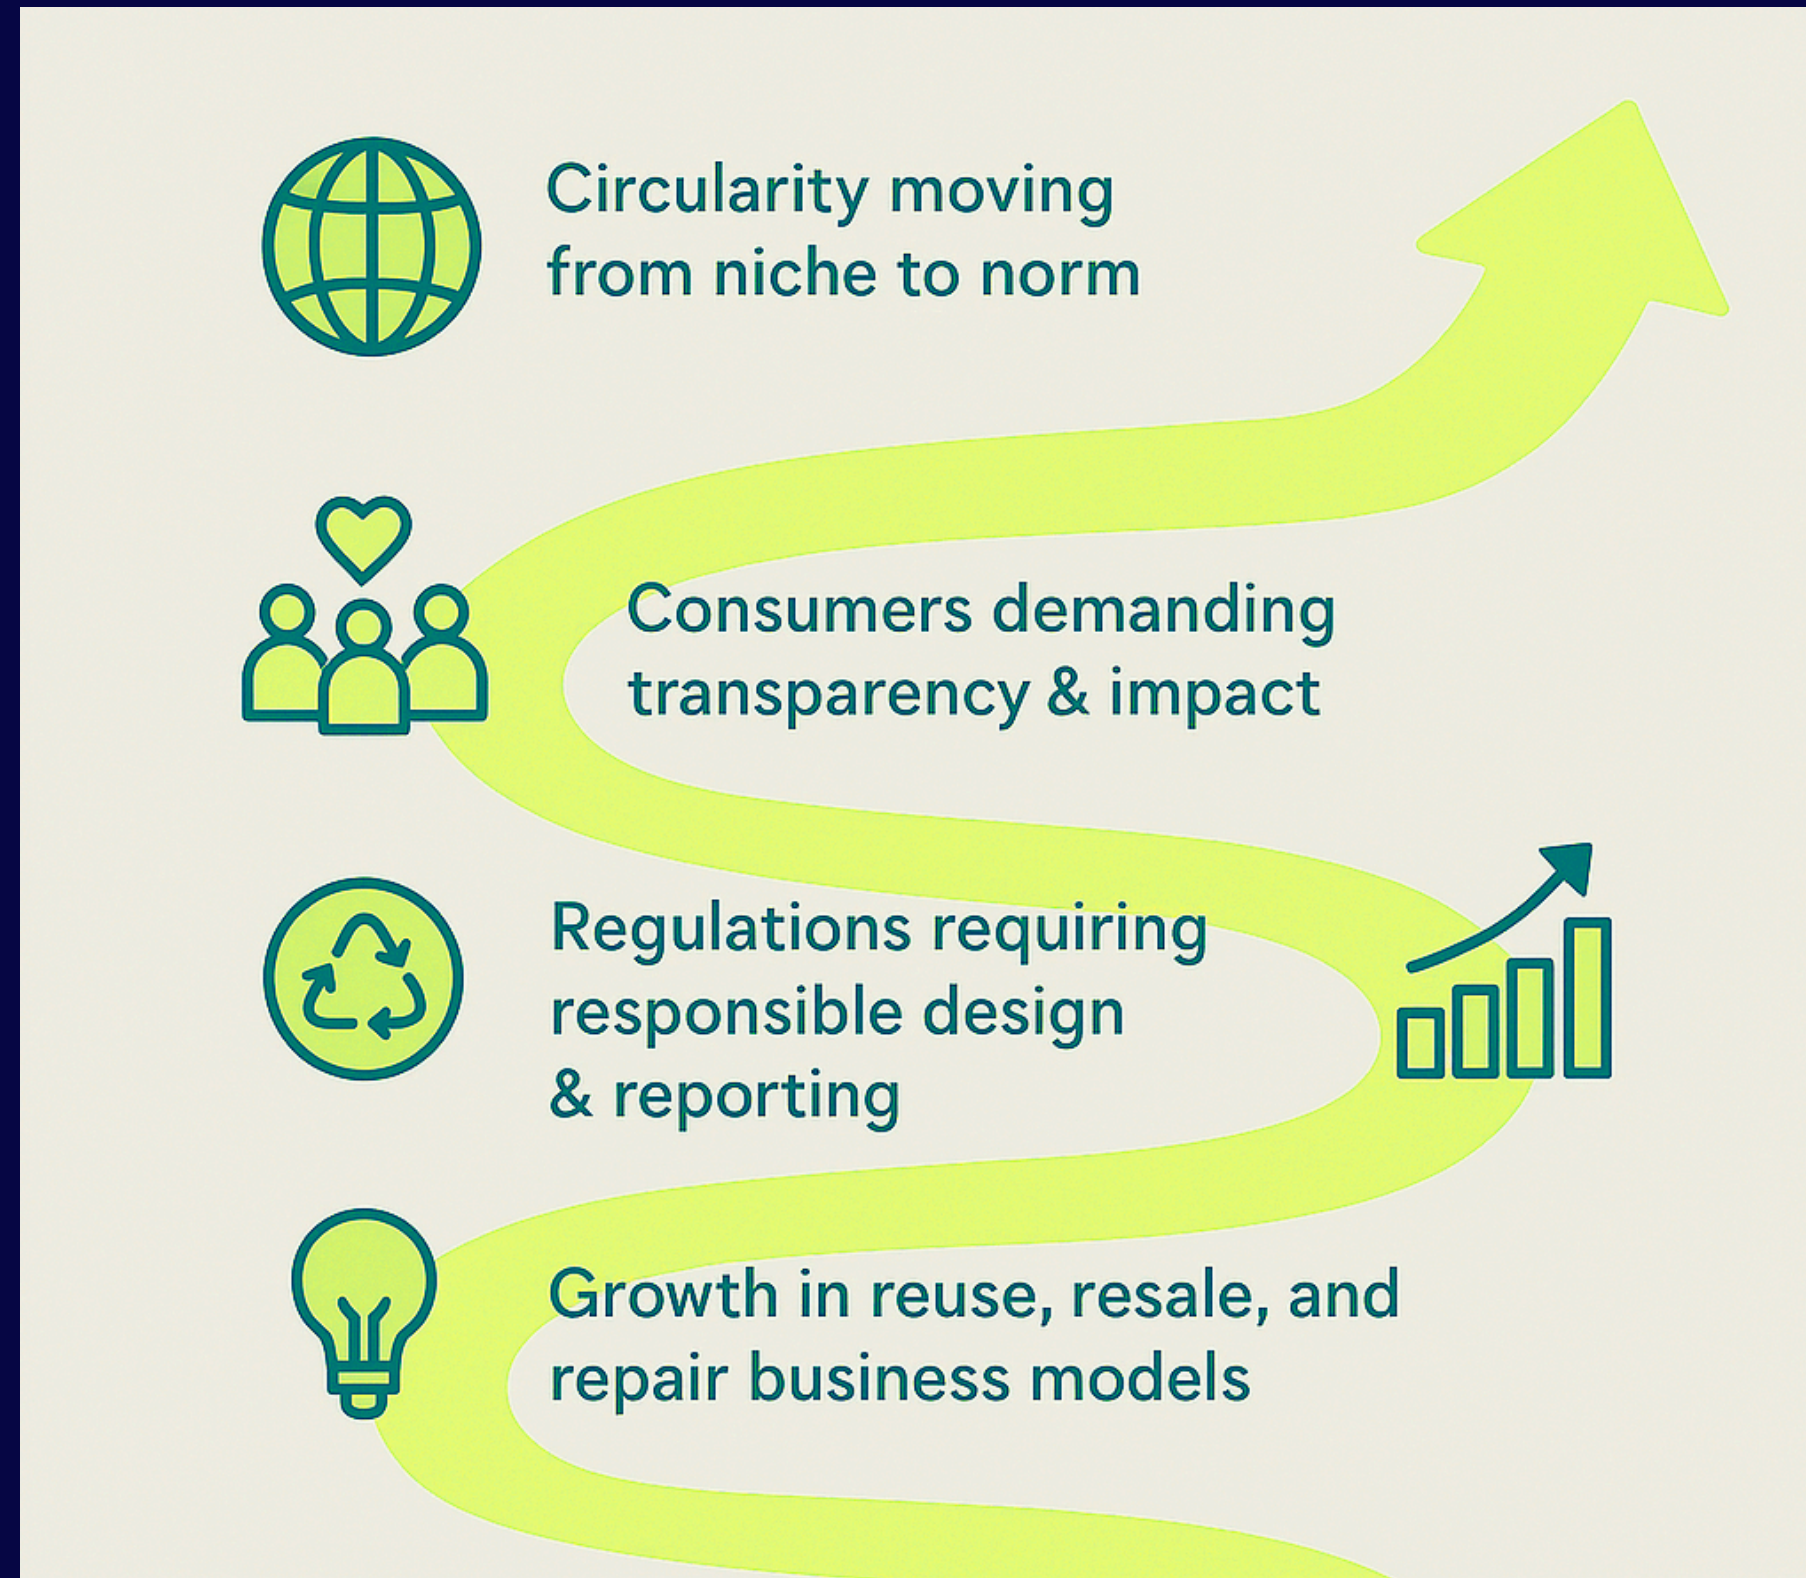 Circularity moving
from niche to norm
Consumers demanding
transparency & impact
Regulations requiring
responsible design
& reporting
Growth in reuse, resale, and
repair business models